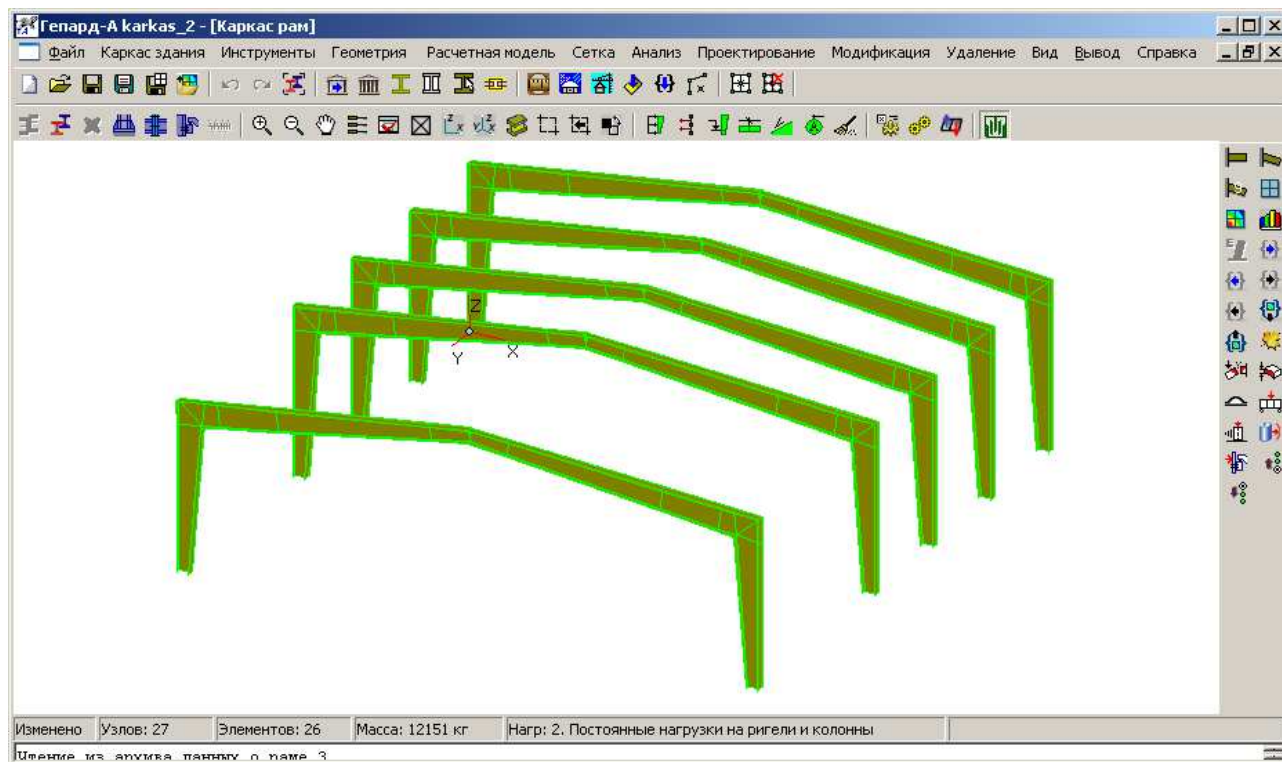 Гепард-А karkas_2 - [Каркас рам]
Файл Каркас здания Инструменты Геометрия Расчетная модель Сетка Анализ Проектирование Модификация Удаление Вид Вывод Справка
Z
Y X
Изменено Узлов: 27 Элементов: 26 Масса: 12151 кг Нагр: 2. Постоянные нагрузки на ригели и колонны
Чтение из архива данных о раме 3